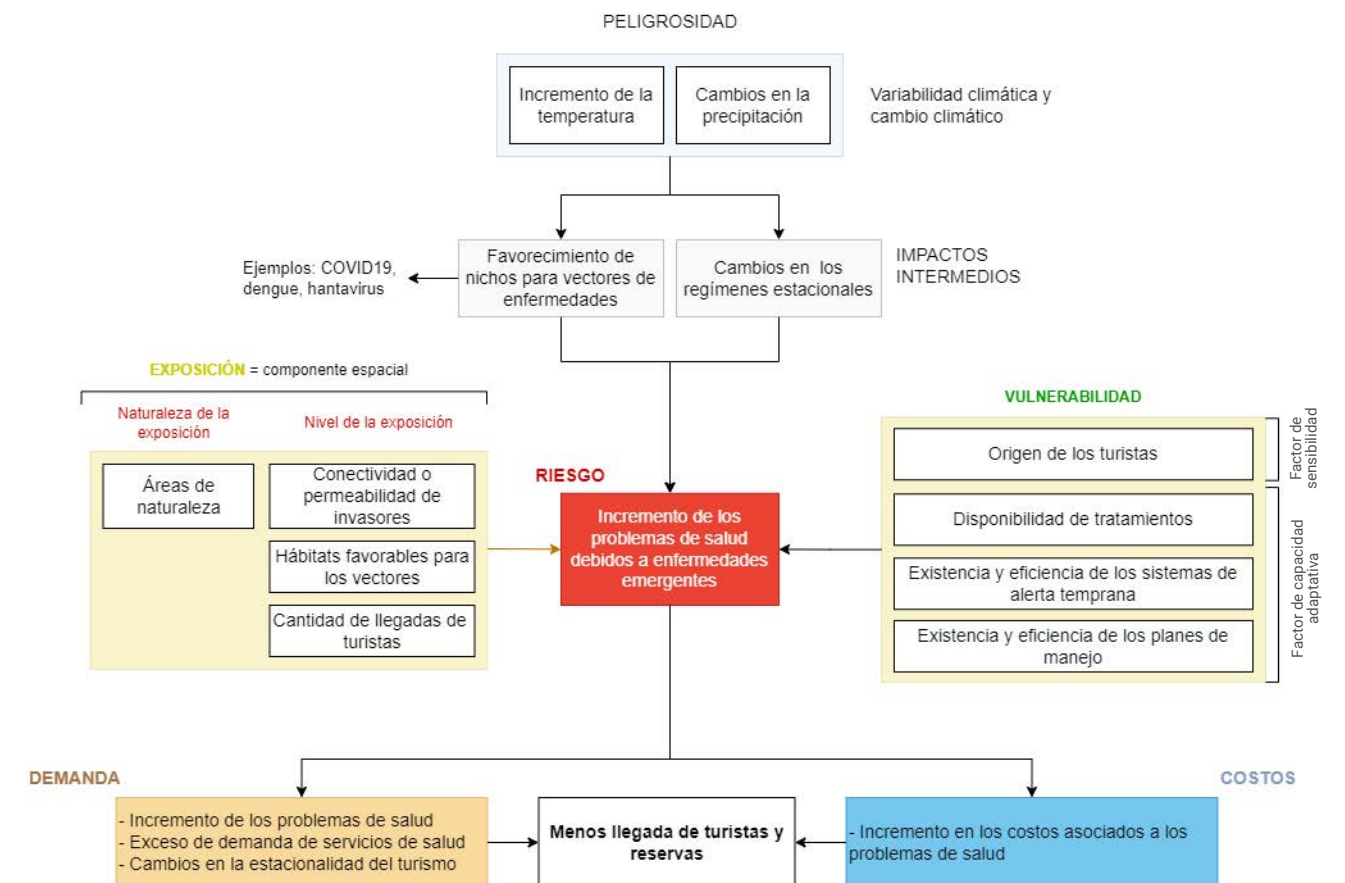 PELIGROSIDAD
Incremento de la
temperatura
Cambios en la
precipitación
Variabilidad climática y
cambio climático
Ejemplos: COVID19,
dengue, hantavirus
Favorecimiento de
nichos para vectores de
enfermedades
Cambios en los
regímenes estacionales
IMPACTOS
INTERMEDIOS
EXPOSICIÓN = componente espacial
Naturaleza de la
exposición
Nivel de la exposición
Áreas de
naturaleza
Conectividad o
permeabilidad de
invasores
Hábitats favorables para
los vectores
Cantidad de llegadas de
turistas
RIESGO
Incremento de los
problemas de salud
debidos a enfermedades
emergentes
VULNERABILIDAD
Origen de los turistas
Disponibilidad de tratamientos
Existencia y eficiencia de los sistemas de
alerta temprana
Existencia y eficiencia de los planes de
manejo
Factor de
sensibilidad
Factor de capacidad
adaptativa
DEMANDA
- Incremento de los problemas de salud
- Exceso de demanda de servicios de salud
- Cambios en la estacionalidad del turismo
Menos llegada de turistas y
reservas
COSTOS
- Incremento en los costos asociados a los
problemas de salud